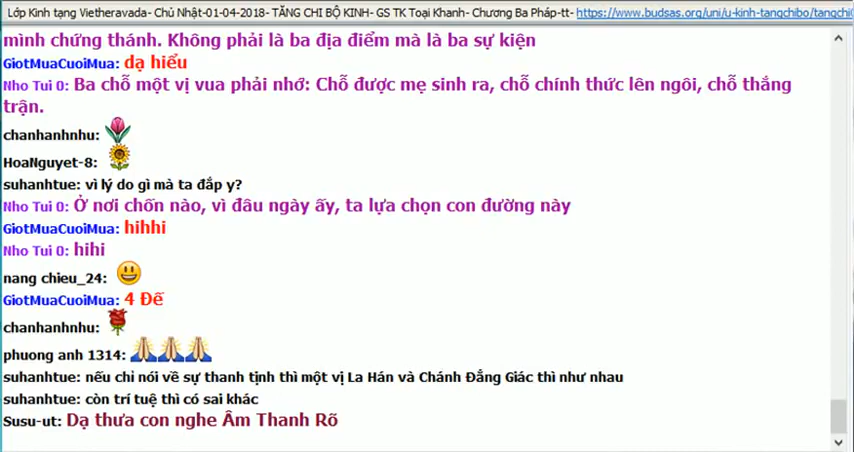 Lớp Kinh tạng Vietheravada- Chủ Nhật-01-04-2018- TĂNG CHI BỘ KINH- GS TK Toại Khanh- Chương Ba Pháp-tt- https://www.budsas.org/uni/u-kinh-tangchibo/tangchi0
mình chứng thánh. Không phải là ba địa điểm mà là ba sự kiện
GiotMuaCuoiMua: dạ hiểu
Nho Tui 0: Ba chỗ một vị vua phải nhớ: Chỗ được mẹ sinh ra, chỗ chính thức lên ngôi, chỗ thắng
trận.
chanhanhnhu:
HoaNguyet-8:
suhanhtue: vì lý do gì mà ta đắp y?
Nho Tui 0: Ở nơi chốn nào, vì đâu ngày ấy, ta lựa chọn con đường này
GiotMuaCuoiMua: hihhi
Nho Tui 0: hihi
nang chieu_24:
GiotMuaCuoiMua: 4 Đế
chanhanhnhu:
phuong anh 1314:
suhanhtue: nếu chỉ nói về sự thanh tịnh thì một vị La Hán và Chánh Đẳng Giác thì như nhau
suhanhtue: còn trí tuệ thì có sai khác
Susu-ut: Dạ thưa con nghe Âm Thanh Rõ